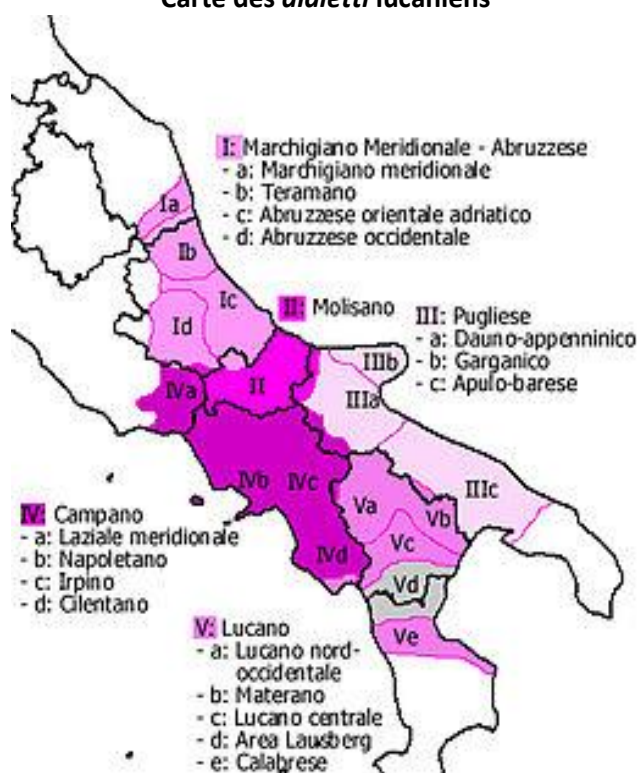 Carte des dialetti lucaniens
I: Marchigiano Meridionale - Abruzzese
- a: Marchigiano meridionale
- b: Teramano
- c: Abruzzese orientale adriatico
- d: Abruzzese occidentale
Ia
Ib
Ic
Id
II: Molisano
III: Pugliese
- a: Dauno-appenninico
- b: Garganico
- c: Apulo-barese
IIIb
IVa
II
IIIa
IVb
IVc
IIIc
Va
Vb
Vc
IVd
Vd
Ve
IV: Campano
- a: Laziale meridionale
- b: Napoletano
- c: Irpino
- d: Cilentano
V: Lucano
- a: Lucano nord-
occidentale
- b: Materano
- c: Lucano centrale
- d: Area Lausberg
- e: Calabrese